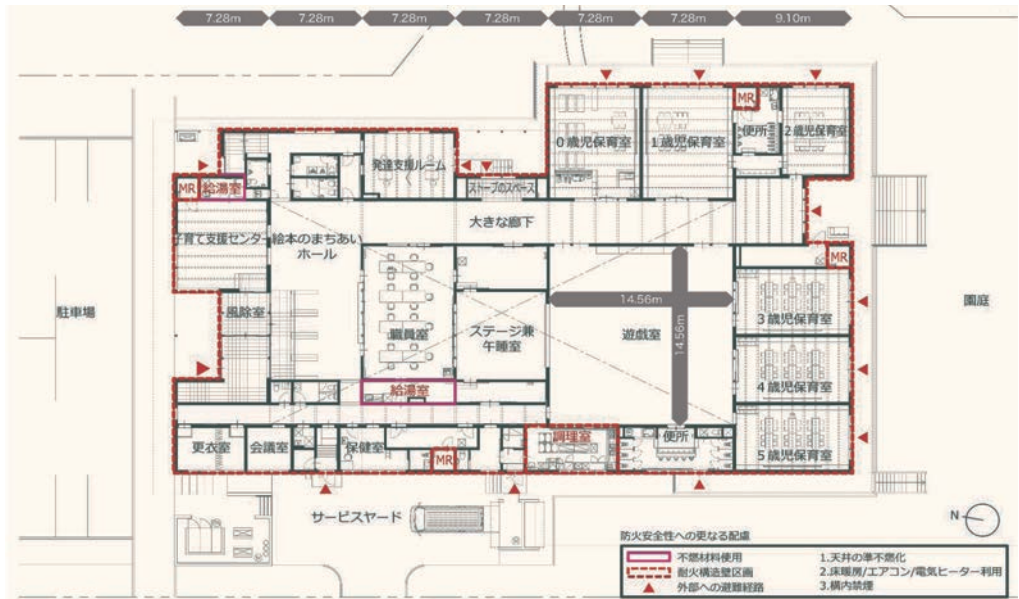 7.28m 7.28m 7.28m 7.28m 7.28m 7.28m 9.10m
MR
0歳児保育室
1歳児保育室
便所
2歳児保育室
発達支援ルーム
MR
給湯室
ストーブのスペース
大きな廊下
子育て支援センター
絵本のまちあい
ホール
MR
14.56m
14.56m
駐車場
風除室
職員室
ステージ兼
午睡室
遊戯室
3歳児保育室
園庭
4歳児保育室
給湯室
更衣室
会議室
保健室
MR
調理室
便所
5歳児保育室
サービスヤード
N
防火安全性への更なる配慮
不燃材料使用
耐火構造壁区画
外部への避難経路
1.天井の準不燃化
2.床暖房/エアコン/電気ヒーター利用
3.構内禁煙